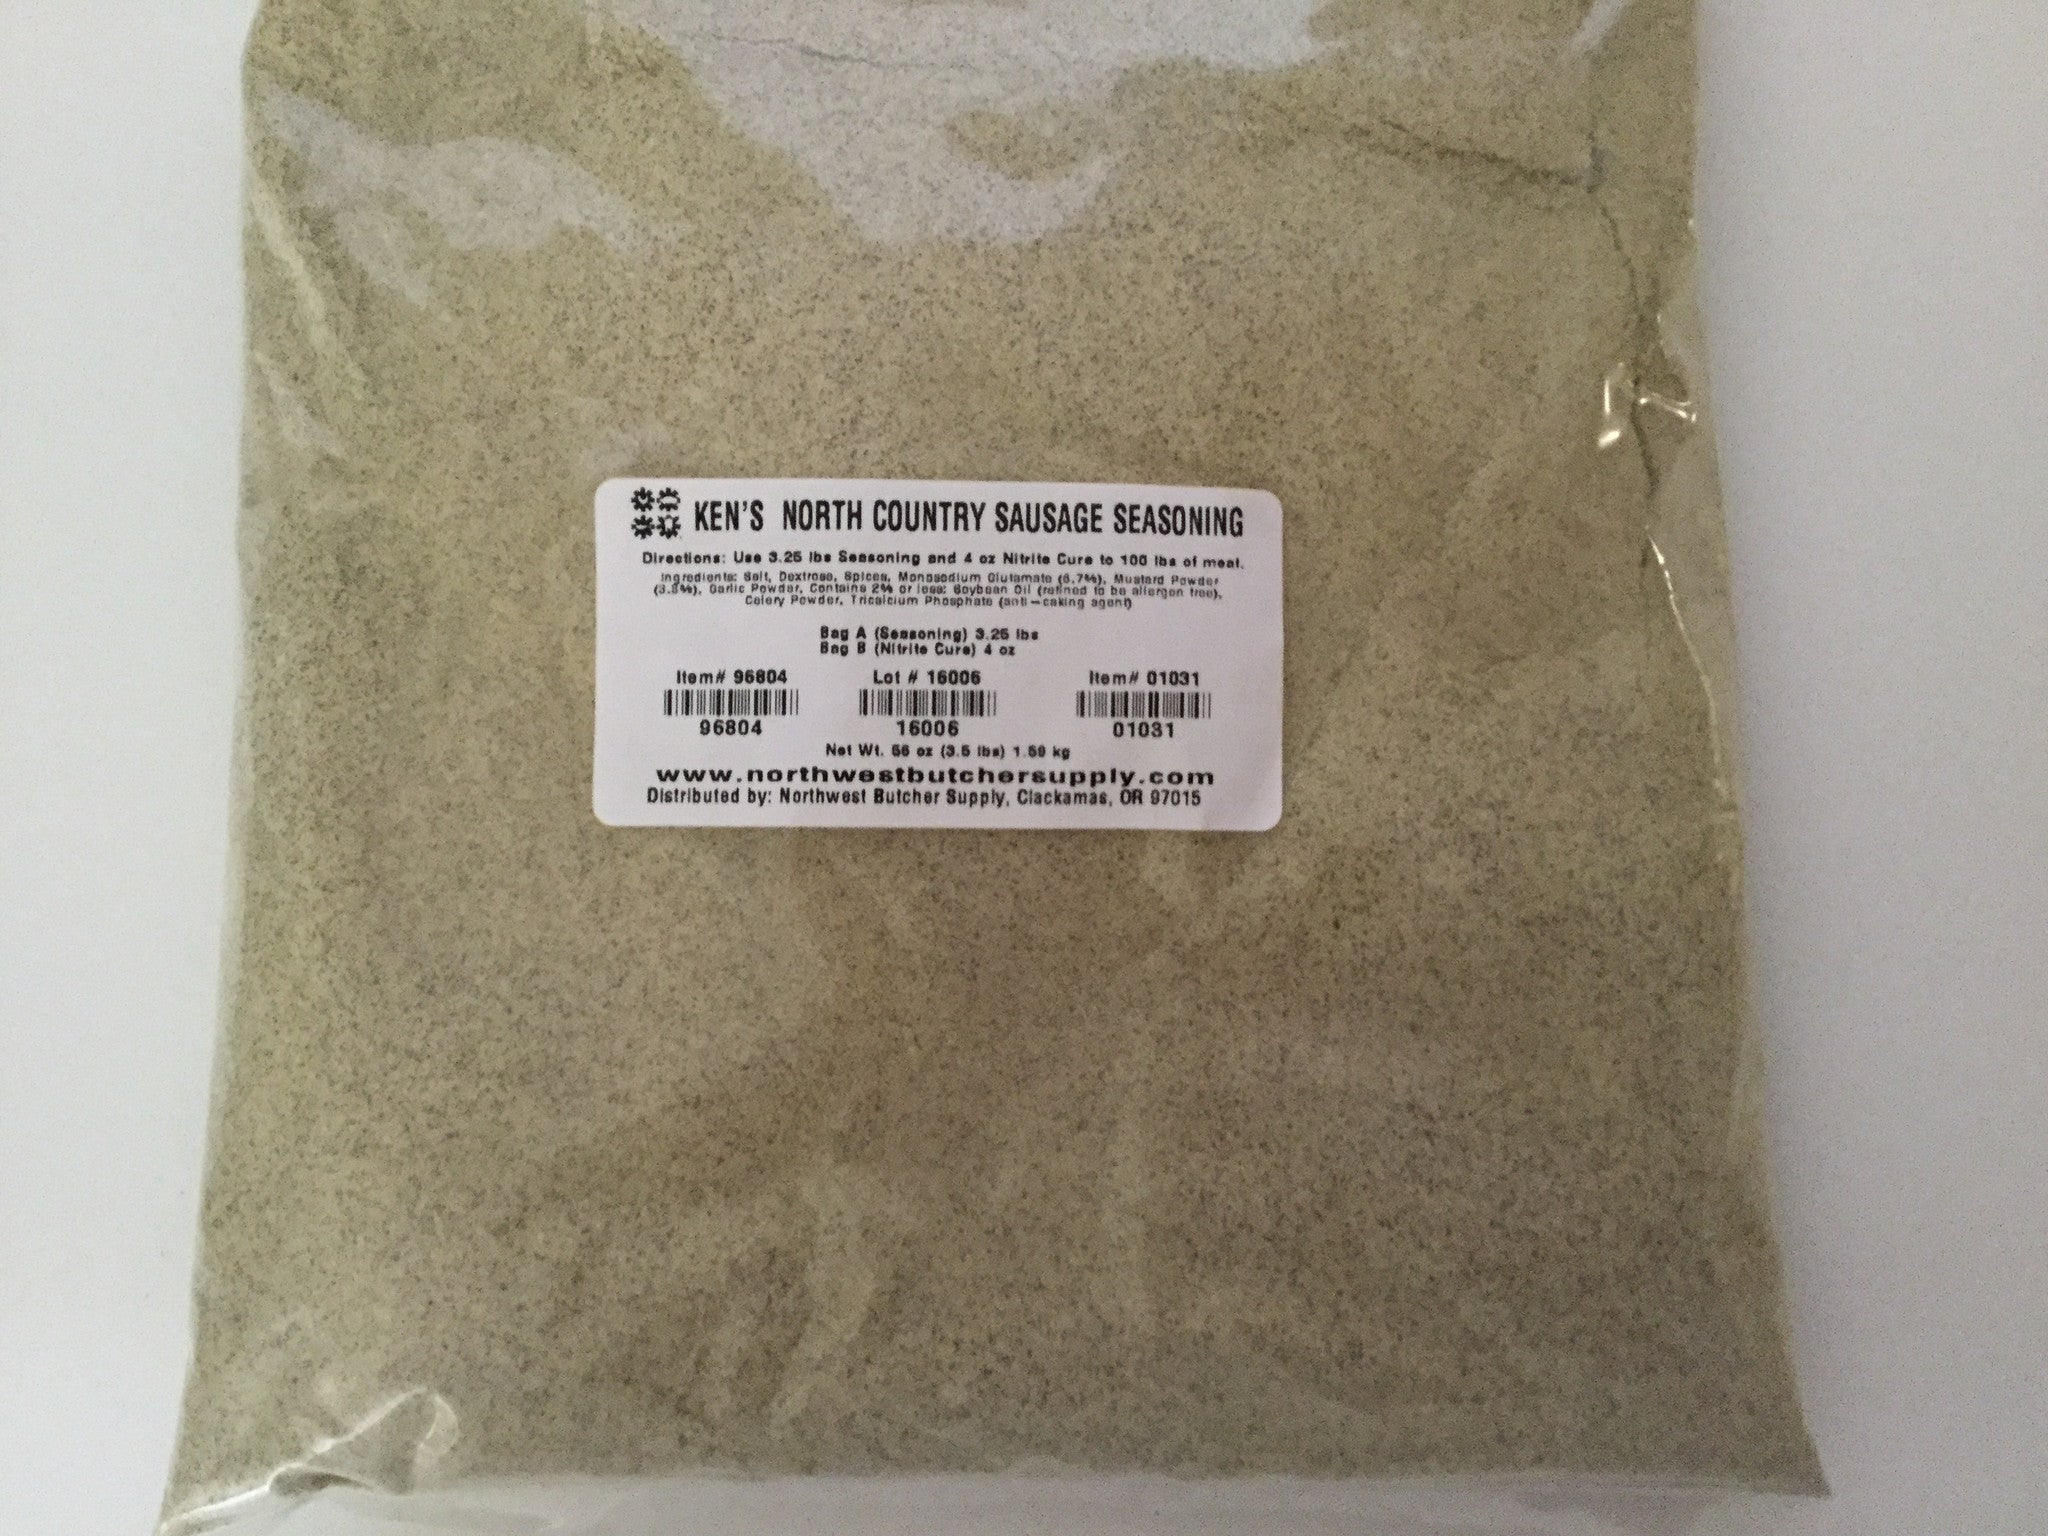 KEN'S NORTH COUNTRY SAUSAGE SEASONING
Directions: Use 3.25 lbs Seasoning and 4 oz Nitrite Cure to 100 lbs of meat.
Ingredients: Salt, Dextrose, Spices, Monosodium Glutamate (6.7%), Mustard Powder
(3.8%), Garlic Powder, Contains 2% or less: Soybean Oil (refined to be allergen free),
Celery Powder, Tricalcium Phosphate (anti-caking agent)
Bag A (Seasoning) 3.25 lbs
Bag B (Nitrite Cure) 4 oz
Item# 96804 Lot # 16006 Item# 01031
96804 16006 01031
Net Wt. 56 oz (3.5 lbs) 1.59 kg
www.northwestbutchersupply.com
Distributed by: Northwest Butcher Supply, Clackamas, OR 97015